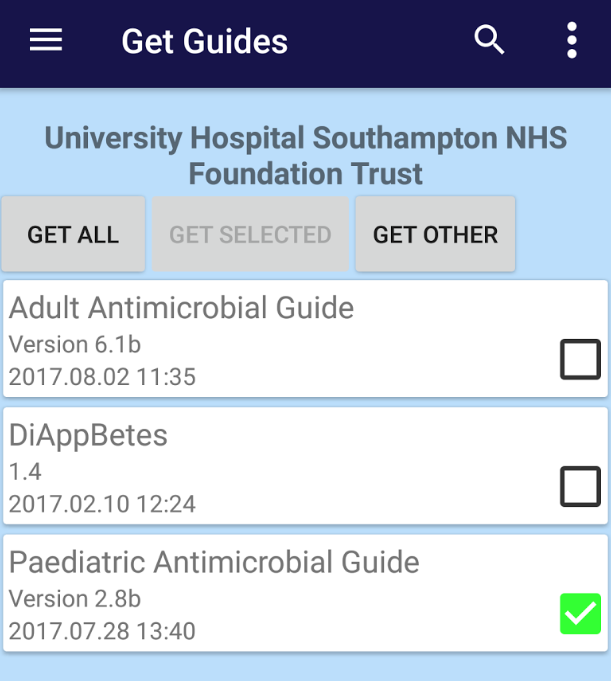 Get Guides
University Hospital Southampton NHS
Foundation Trust
GET ALL GET SELECTED GET OTHER
Adult Antimicrobial Guide
Version 6.1b
2017.08.02 11:35
DiAppBetes
1.4
2017.02.10 12:24
Paediatric Antimicrobial Guide
Version 2.8b
2017.07.28 13:40